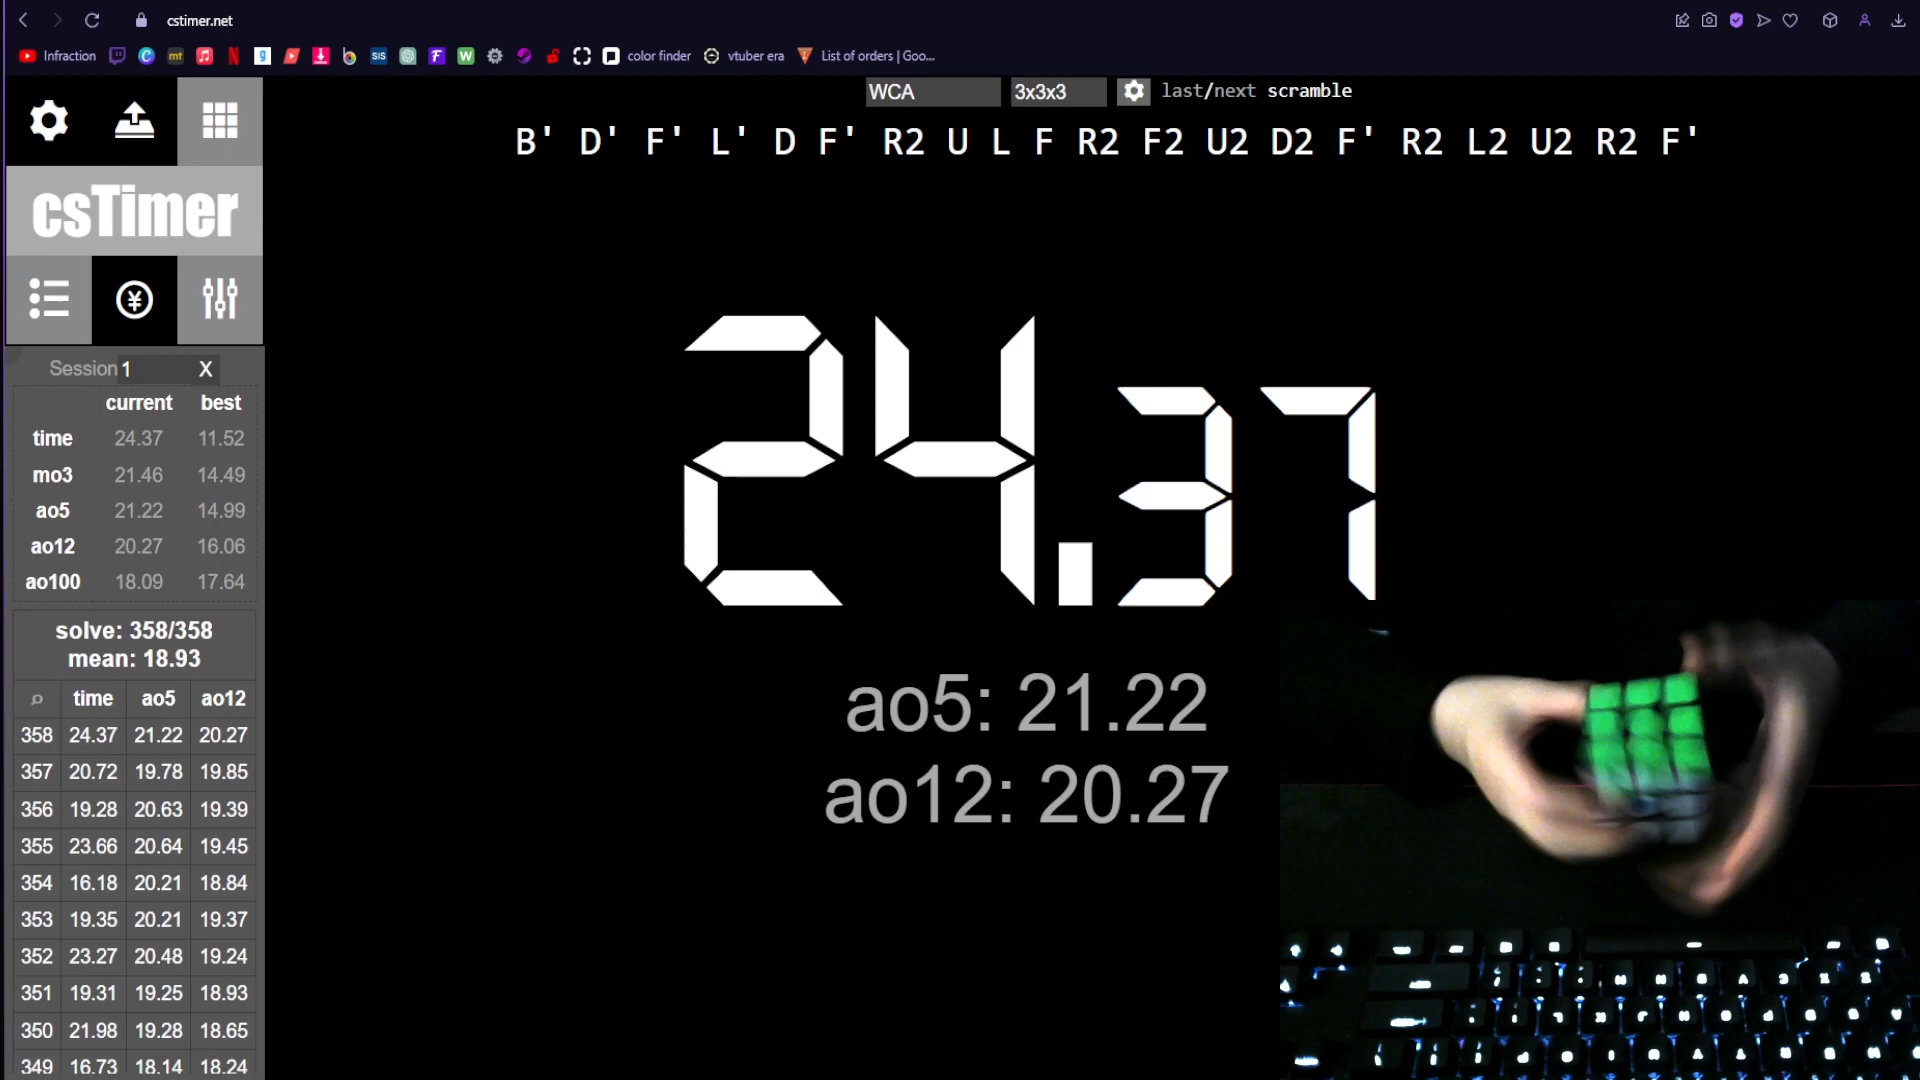 cstimer.net
Infraction
mt
g
SIS
F
W
color finder
vtuber era
List of orders | Goo...
WCA
3x3x3
last/next scramble
B' D' F' L' D F' R2 U L F R2 F2 U2 D2 F' R2 L2 U2 R2 F'
csTimer
Session 1 X
current best
time 24.37 11.52
mo3 21.46 14.49
ao5 21.22 14.99
ao12 20.27 16.06
ao100 18.09 17.64
solve: 358/358
mean: 18.93
time ao5 ao12
358 24.37 21.22 20.27
357 20.72 19.78 19.85
356 19.28 20.63 19.39
355 23.66 20.64 19.45
354 16.18 20.21 18.84
353 19.35 20.21 19.37
352 23.27 20.48 19.24
351 19.31 19.25 18.93
350 21.98 19.28 18.65
349 16.73 18.14 18.24
24.37
ao5: 21.22
ao12: 20.27